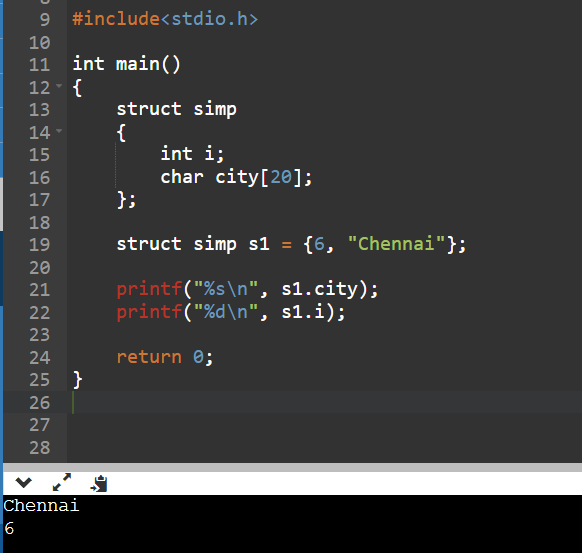 9 #include<stdio.h>
10
11 int main()
12 {
13     struct simp
14     {
15         int i;
16         char city[20];
17     };
18
19     struct simp s1 = {6, "Chennai"};
20
21     printf("%s\n", s1.city);
22     printf("%d\n", s1.i);
23
24     return 0;
25 }
26
27
28
Chennai
6